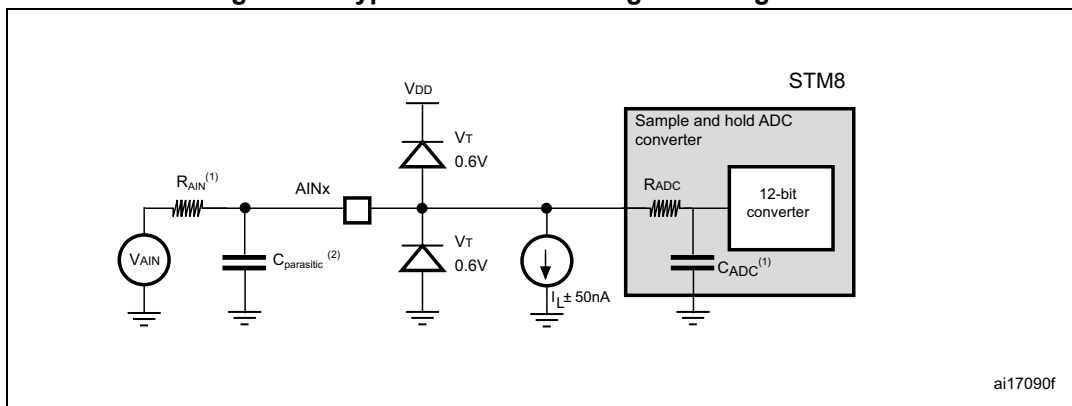 STM8
VDD
Sample and hold ADC
converter
VT
0.6V
RAIN(1)
AINx
RADC
12-bit
converter
VAIN
Cparasitic (2)
VT
0.6V
IL± 50nA
CADC(1)
ai17090f